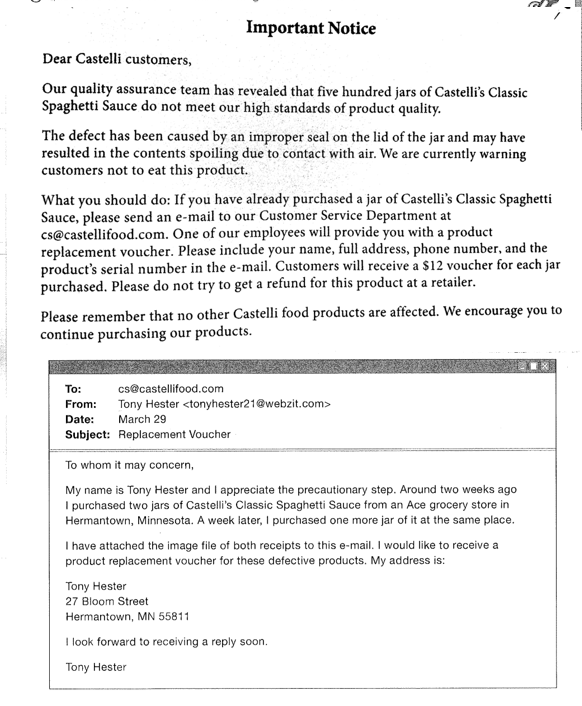 Important Notice
Dear Castelli customers,
Our quality assurance team has revealed that five hundred jars of Castelli's Classic
Spaghetti Sauce do not meet our high standards of product quality.
The defect has been caused by an improper seal on the lid of the jar and may have
resulted in the contents spoiling due to contact with air. We are currently warning
customers not to eat this product.
What you should do: If you have already purchased a jar of Castelli's Classic Spaghetti
Sauce, please send an e-mail to our Customer Service Department at
cs@castellifood.com. One of our employees will provide you with a product
replacement voucher. Please include your name, full address, phone number, and the
product's serial number in the e-mail. Customers will receive a $12 voucher for each jar
purchased. Please do not try to get a refund for this product at a retailer.
Please remember that no other Castelli food products are affected. We encourage you to
continue purchasing our products.
To: cs@castellifood.com
From: Tony Hester <tonyhester21@webzit.com>
Date: March 29
Subject: Replacement Voucher
To whom it may concern,
My name is Tony Hester and I appreciate the precautionary step. Around two weeks ago
I purchased two jars of Castelli's Classic Spaghetti Sauce from an Ace grocery store in
Hermantown, Minnesota. A week later, I purchased one more jar of it at the same place.
I have attached the image file of both receipts to this e-mail. I would like to receive a
product replacement voucher for these defective products. My address is:
Tony Hester
27 Bloom Street
Hermantown, MN 55811
I look forward to receiving a reply soon.
Tony Hester